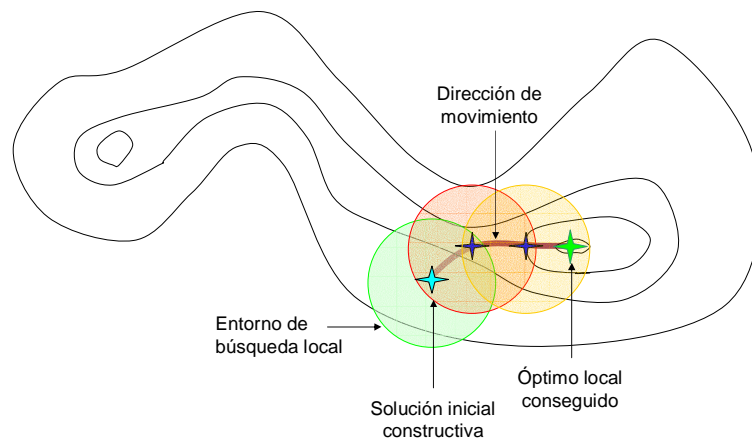 Dirección de
movimiento
Entorno de
búsqueda local
Óptimo local
conseguido
Solución inicial
constructiva